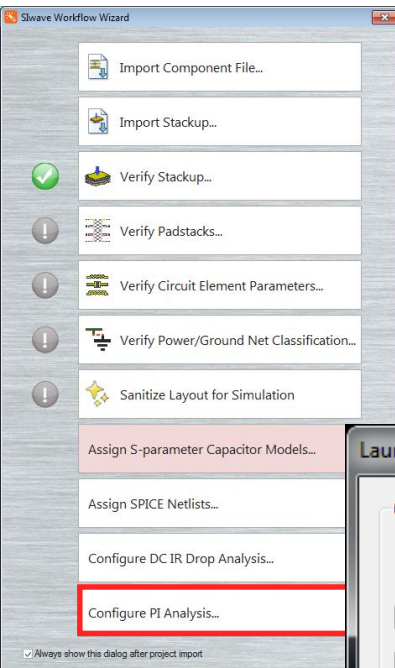 SIwave Workflow Wizard
Import Component File...
Import Stackup...
Verify Stackup...
Verify Padstacks...
Verify Circuit Element Parameters...
Verify Power/Ground Net Classification...
Sanitize Layout for Simulation
Assign S-parameter Capacitor Models...
Assign SPICE Netlists...
Configure DC IR Drop Analysis...
Configure PI Analysis...
Always show this dialog after project import